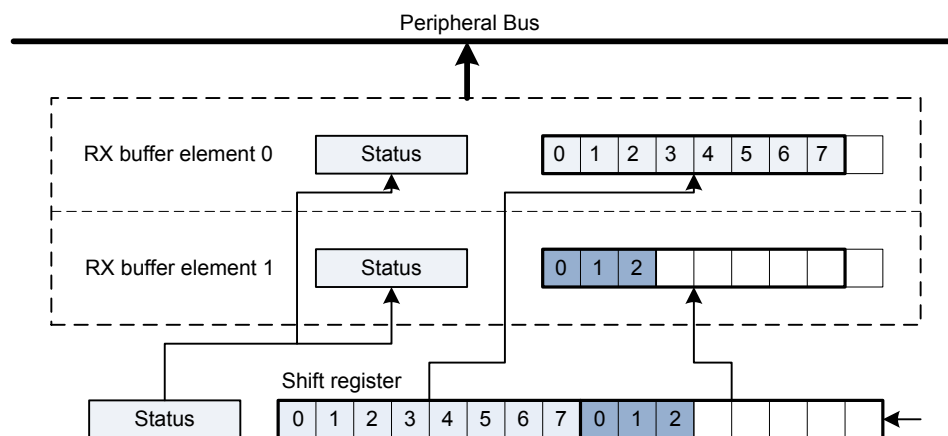 Peripheral Bus
RX buffer element 0 Status 0 1 2 3 4 5 6 7
RX buffer element 1 Status 0 1 2
Shift register
Status 0 1 2 3 4 5 6 7 0 1 2